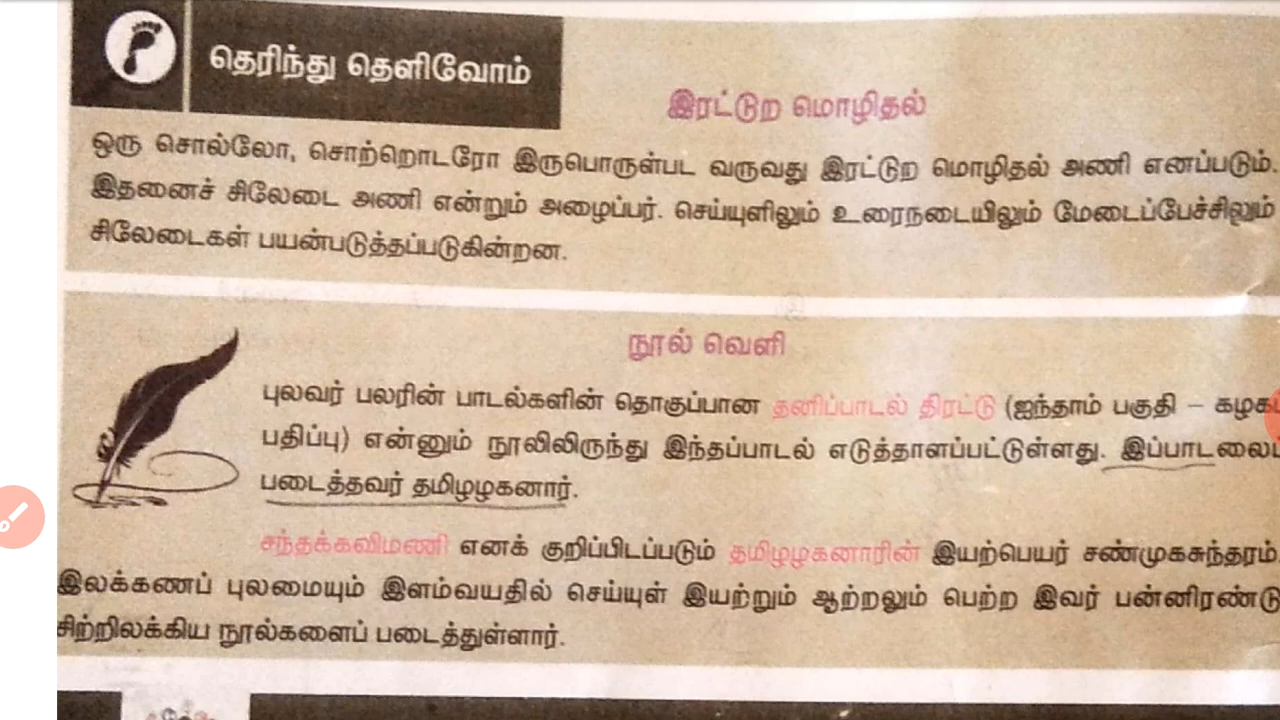 தெரிந்து தெளிவோம்
இரட்டுற மொழிதல்
ஒரு சொல்லோ, சொற்றொடரோ இருபொருள்பட வருவது இரட்டுற மொழிதல் அணி எனப்படும்.
இதனைச் சிலேடை அணி என்றும் அழைப்பர். செய்யுளிலும் உரைநடையிலும் மேடைப்பேச்சிலும்
சிலேடைகள் பயன்படுத்தப்படுகின்றன.
நூல் வெளி
புலவர் பலரின் பாடல்களின் தொகுப்பான தனிப்பாடல் திரட்டு (ஐந்தாம் பகுதி – கழகப்
பதிப்பு) என்னும் நூலிலிருந்து இந்தப்பாடல் எடுத்தாளப்பட்டுள்ளது. இப்பாடலைப்
படைத்தவர் தமிழழகனார்.
சந்தக்கவிமணி எனக் குறிப்பிடப்படும் தமிழழகனாரின் இயற்பெயர் சண்முகசுந்தரம்.
இலக்கணப் புலமையும் இளம்வயதில் செய்யுள் இயற்றும் ஆற்றலும் பெற்ற இவர் பன்னிரண்டு
சிற்றிலக்கிய நூல்களைப் படைத்துள்ளார்.